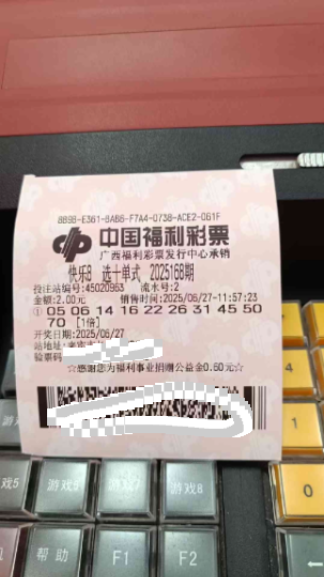 8898-E361-8A86-F7A4-0738-ACE2-061F
中国福利彩票
广西福利彩票发行中心承销
快乐8 选十单式 2025168期
投注站编号:45020963 流水号:2
金额:2.00元 销售时间:2025/06/27-11:57:23
① 05 06 14 16 22 26 31 45 50
70 [1倍]
开奖日期:2025/06/27
站地址:
验票码
☆感谢您为福利事业捐赠公益金0.60元☆
4
1
游戏5 游戏6 游戏7 游戏8
0
帮助 F1 F2
←